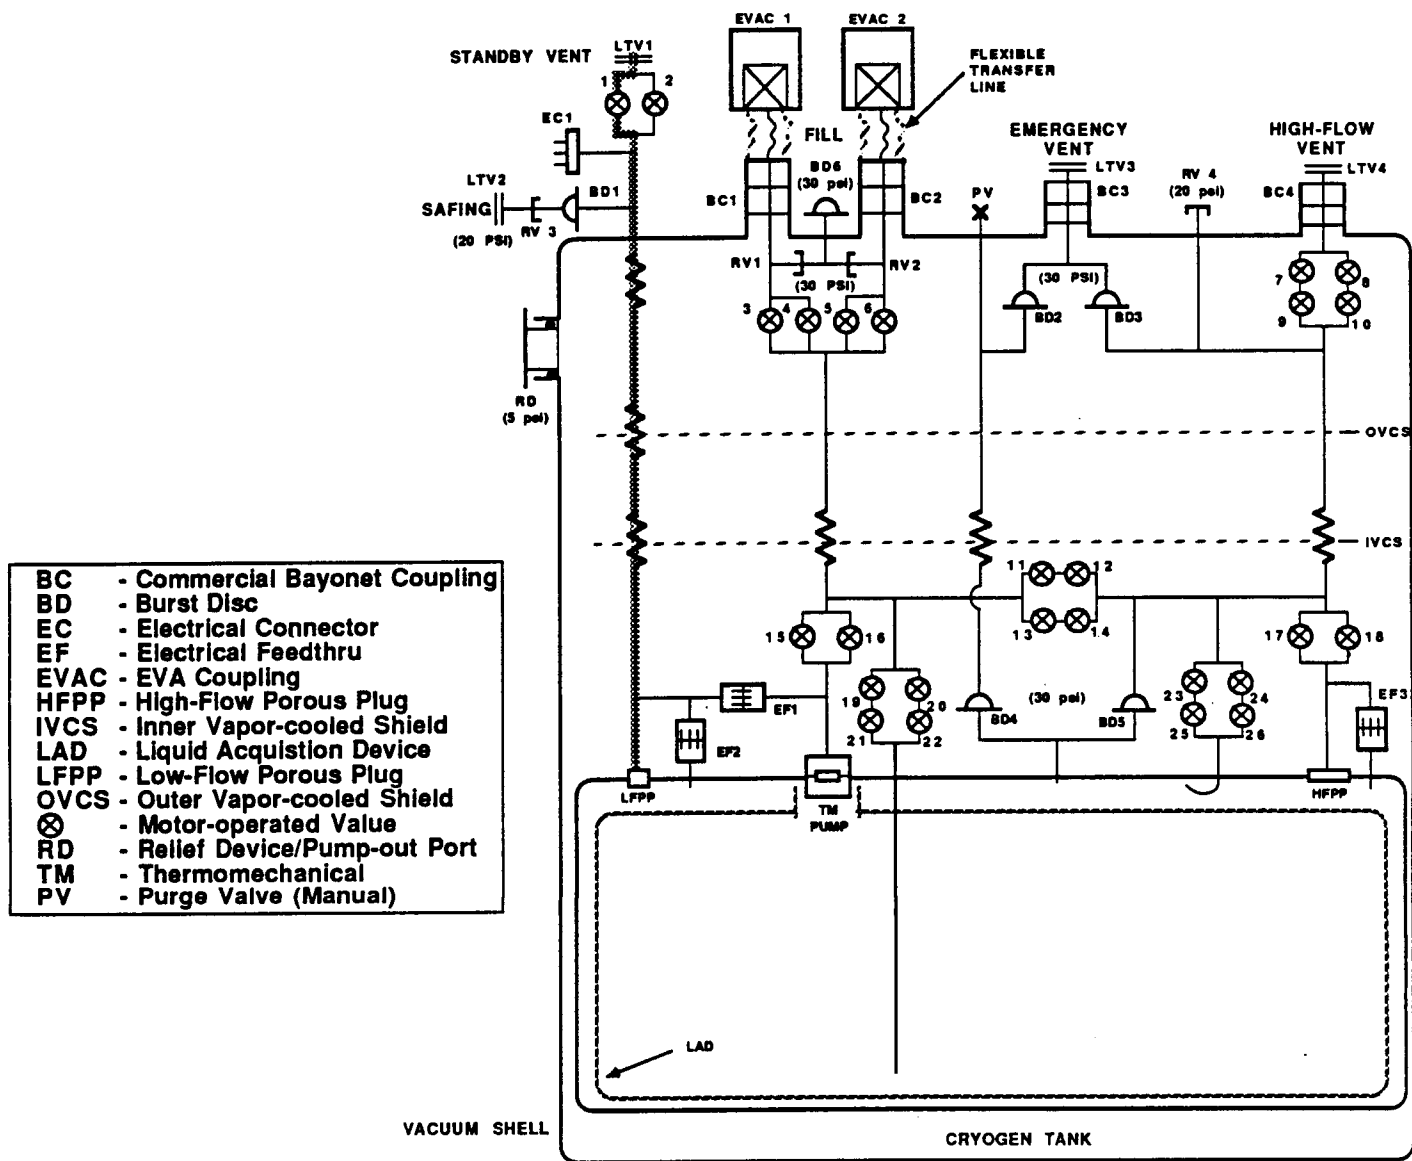 EVAC 1
EVAC 2
STANDBY VENT
LTV1
FLEXIBLE
TRANSFER
LINE
1
2
EC1
FILL
EMERGENCY
VENT
HIGH-FLOW
VENT
LTV3
LTV4
BD6
(30 psi)
RV 4
(20 psi)
LTV2
BD1
BC1
BC2
PV
BC3
BC4
SAFING
RV 3
(20 PSI)
RV1
RV2
(30 PSI)
(30 PSI)
7
8
3
4
5
6
BD2
BD3
9
10
RD
(5 psi)
OVCS
IVCS
11
12
13
14
15
16
17
18
BC - Commercial Bayonet Coupling
BD - Burst Disc
EC - Electrical Connector
EF - Electrical Feedthru
EVAC - EVA Coupling
HFPP - High-Flow Porous Plug
IVCS - Inner Vapor-cooled Shield
LAD - Liquid Acquistion Device
LFPP - Low-Flow Porous Plug
OVCS - Outer Vapor-cooled Shield
- Motor-operated Value
RD - Relief Device/Pump-out Port
TM - Thermomechanical
PV - Purge Valve (Manual)
19
20
21
22
23
24
25
26
EF1
EF2
EF3
BD4
(30 psi)
BD5
LFPP
TM
PUMP
HFPP
LAD
VACUUM SHELL
CRYOGEN TANK